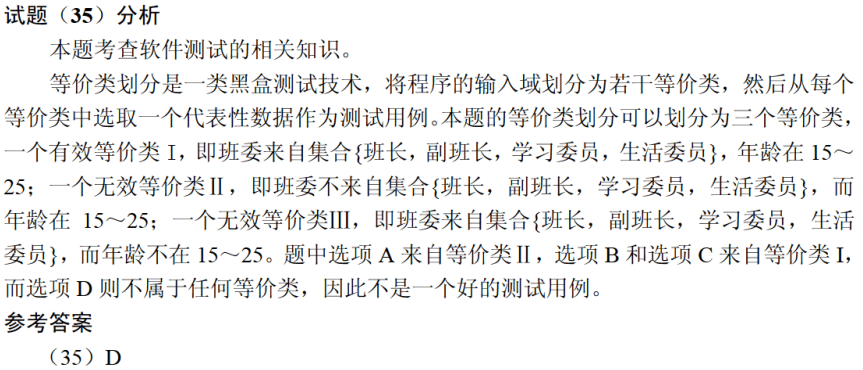 试题（35）分析
本题考查软件测试的相关知识。
等价类划分是一类黑盒测试技术，将程序的输入域划分为若干等价类，然后从每个
等价类中选取一个代表性数据作为测试用例。本题的等价类划分可以划分为三个等价类，
一个有效等价类 I，即班委来自集合{班长，副班长，学习委员，生活委员}，年龄在 15～
25；一个无效等价类Ⅱ，即班委不来自集合{班长，副班长，学习委员，生活委员}，而
年龄在 15～25；一个无效等价类Ⅲ，即班委来自集合{班长，副班长，学习委员，生活
委员}，而年龄不在 15～25。题中选项 A 来自等价类Ⅱ，选项 B 和选项 C 来自等价类 I，
而选项 D 则不属于任何等价类，因此不是一个好的测试用例。
参考答案
（35）D